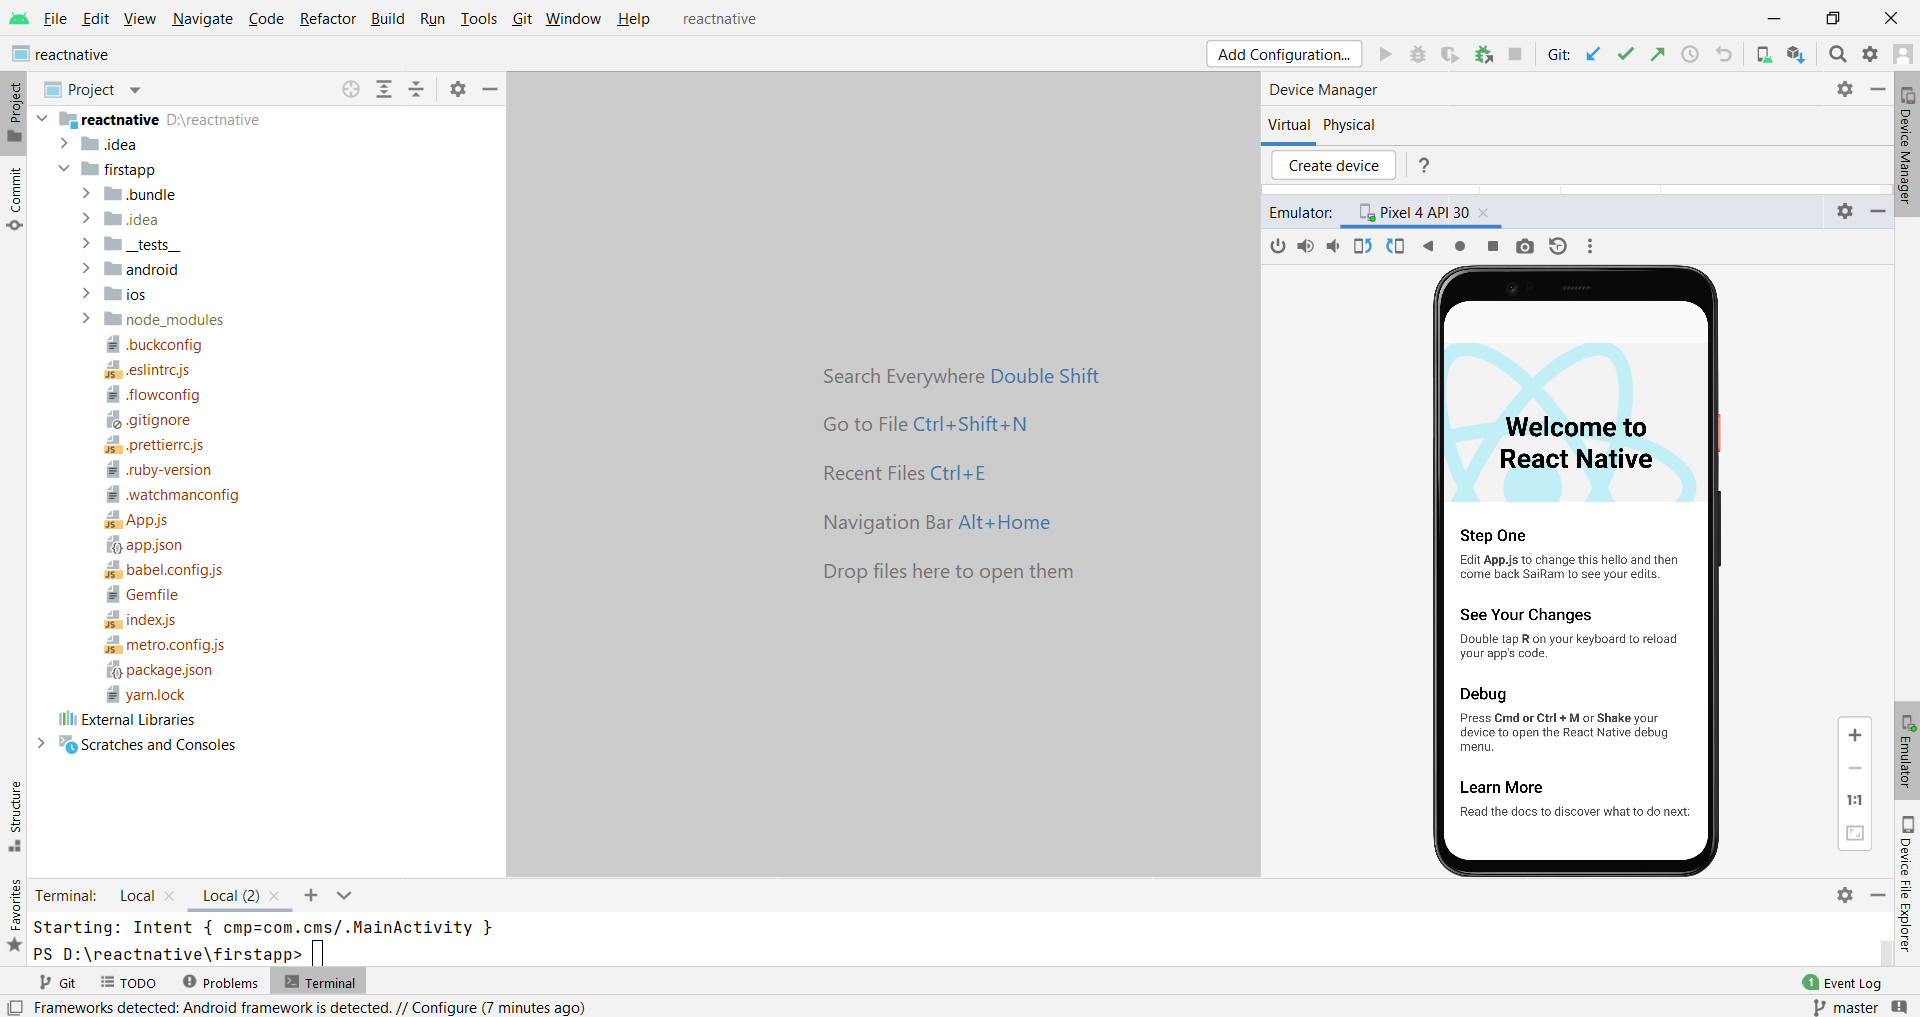 File Edit View Navigate Code Refactor Build Run Tools Git Window Help reactnative
reactnative
Add Configuration...
Git:
Project
Commit
Structure
Favorites
Project
reactnative D:\reactnative
.idea
firstapp
.bundle
.idea
__tests__
android
ios
node_modules
.buckconfig
.eslintrc.js
.flowconfig
.gitignore
.prettierrc.js
.ruby-version
.watchmanconfig
App.js
app.json
babel.config.js
Gemfile
index.js
metro.config.js
package.json
yarn.lock
External Libraries
Scratches and Consoles
Search Everywhere Double Shift
Go to File Ctrl+Shift+N
Recent Files Ctrl+E
Navigation Bar Alt+Home
Drop files here to open them
Device Manager
Virtual Physical
Create device ?
Emulator: Pixel 4 API 30
Welcome to
React Native
Step One
Edit App.js to change this hello and then
come back SaiRam to see your edits.
See Your Changes
Double tap R on your keyboard to reload
your app's code.
Debug
Press Cmd or Ctrl + M or Shake your
device to open the React Native debug
menu.
Learn More
Read the docs to discover what to do next:
1:1
Device Manager
Emulator
Device File Explorer
Terminal: Local Local (2)
Starting: Intent { cmp=com.cms/.MainActivity }
PS D:\reactnative\firstapp>
Git TODO Problems Terminal
1 Event Log
Frameworks detected: Android framework is detected. // Configure (7 minutes ago)
master